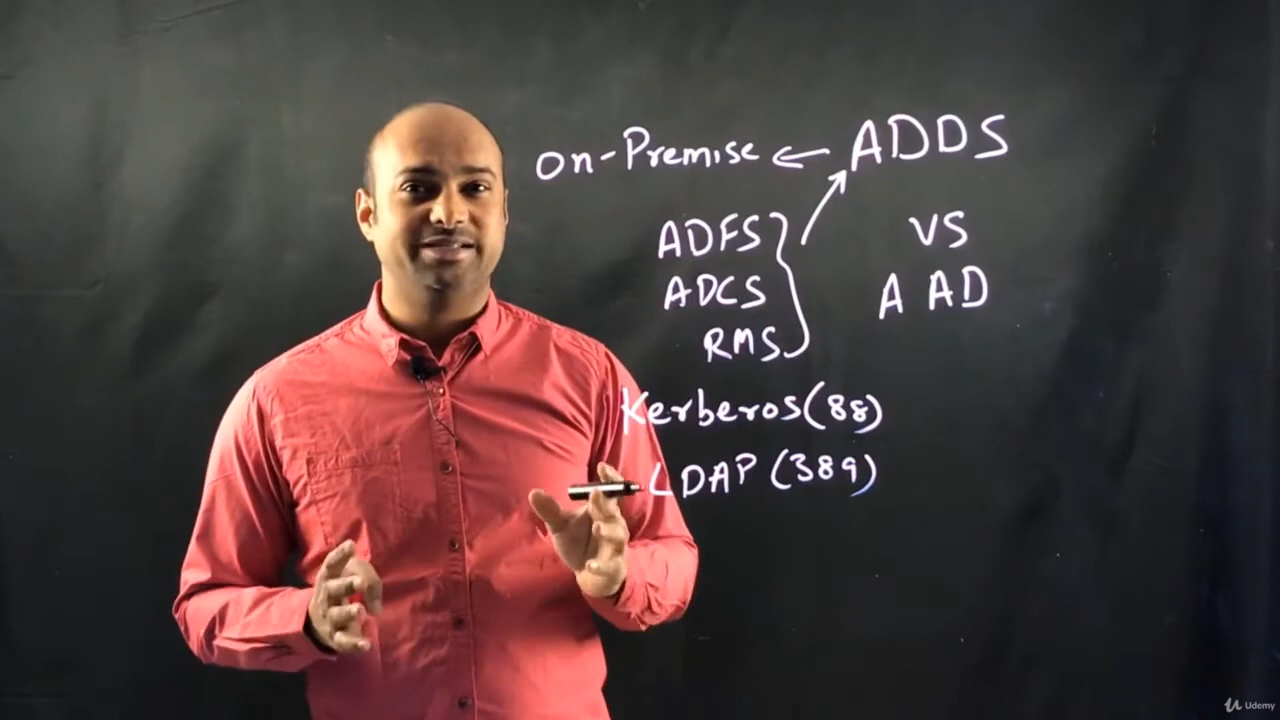 On-Premise ← ADDS
ADFS
VS
ADCS
A AD
RMS
Kerberos (88)
LDAP (389)
Udemy